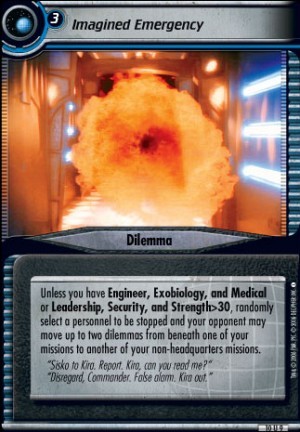 3
Imagined Emergency
Dilemma
Unless you have Engineer, Exobiology, and Medical
or Leadership, Security, and Strength>30, randomly
select a personnel to be stopped and your opponent may
move up to two dilemmas from beneath one of your
missions to another of your non-headquarters missions.
"Sisko to Kira. Report. Kira, can you read me?"
"Disregard, Commander. False alarm. Kira out."